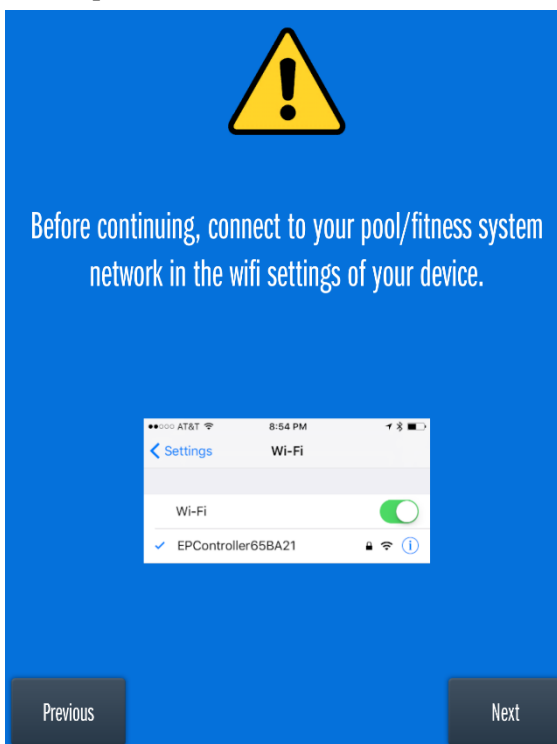 Before continuing, connect to your pool/fitness system
network in the wifi settings of your device.
AT&T 8:54 PM
Settings Wi-Fi
Wi-Fi
EPController65BA21
Previous Next